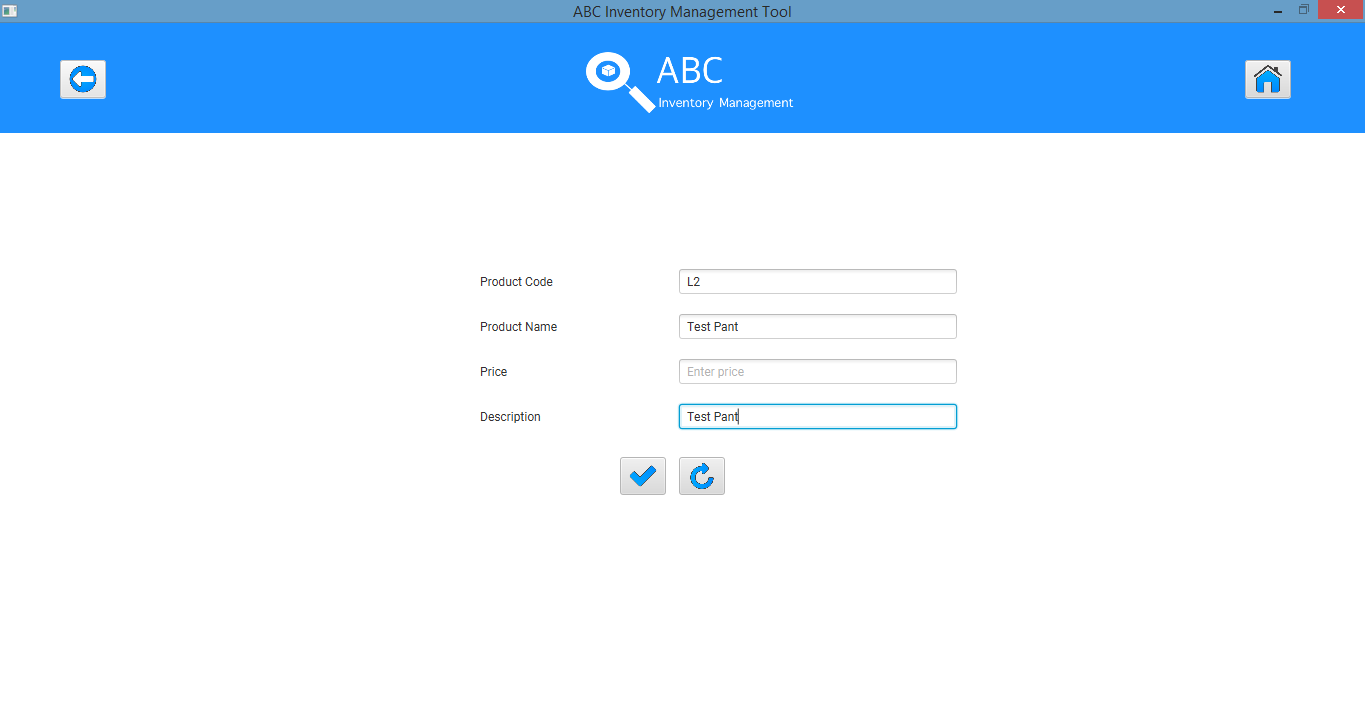 ABC Inventory Management Tool
ABC
Inventory Management
Product Code L2
Product Name Test Pant
Price Enter price
Description Test Pant